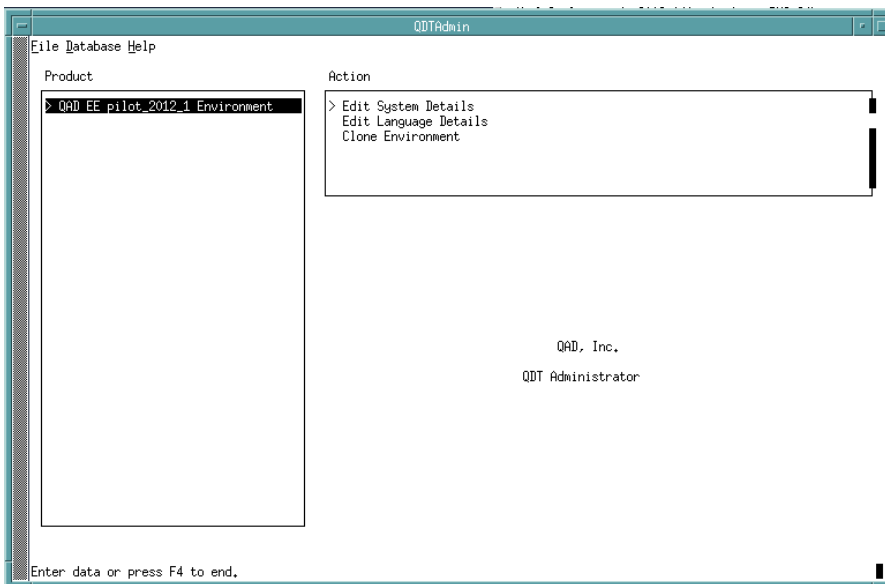 QDTAdmin
File Database Help
Product
Action
> QAD EE pilot_2012_1 Environment
> Edit System Details
Edit Language Details
Clone Environment
QAD, Inc.
QDT Administrator
Enter data or press F4 to end.